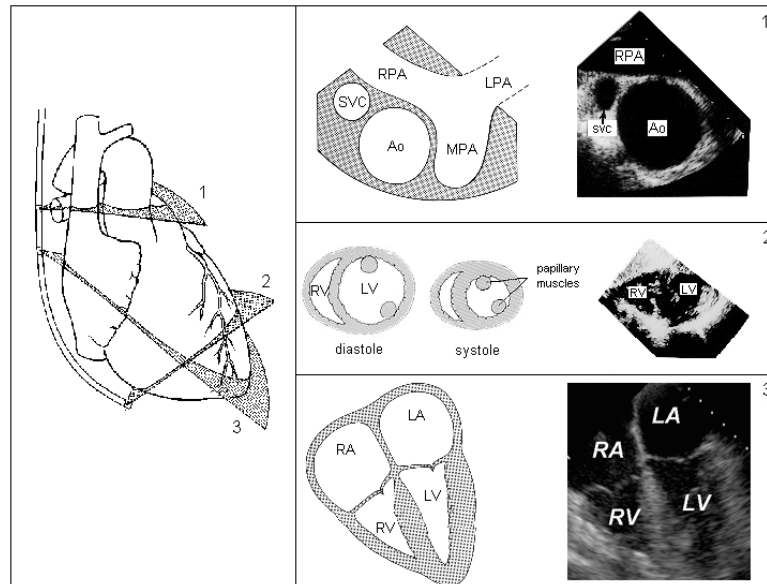 1
2
3
1
RPA
LPA
SVC
Ao
MPA
RPA
SVC
Ao
2
RV
LV
papillary
muscles
diastole
systole
RV
LV
3
LA
RA
LV
RV
LA
RA
LV
RV